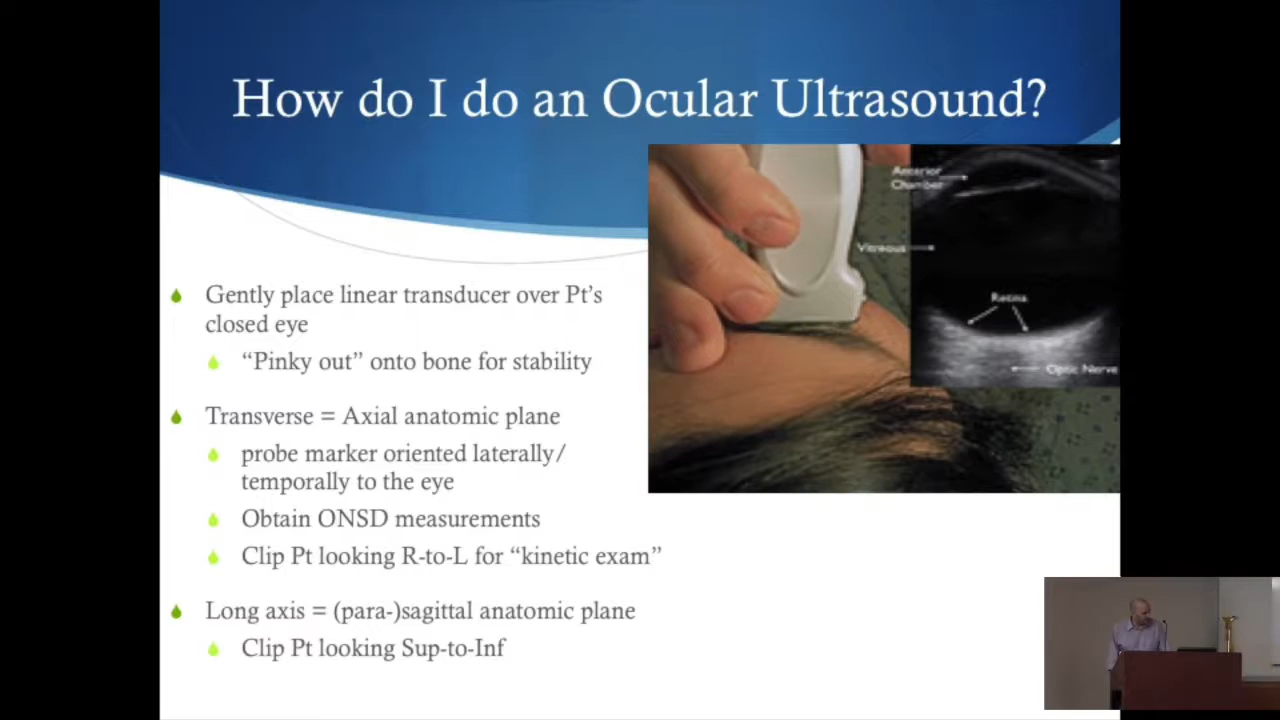 How do I do an Ocular Ultrasound?
Gently place linear transducer over Pt's
closed eye
“Pinky out” onto bone for stability
Transverse = Axial anatomic plane
probe marker oriented laterally/
temporally to the eye
Obtain ONSD measurements
Clip Pt looking R-to-L for “kinetic exam”
Long axis = (para-)sagittal anatomic plane
Clip Pt looking Sup-to-Inf
Anterior
Chamber
Vitreous
Retina
Optic Nerve